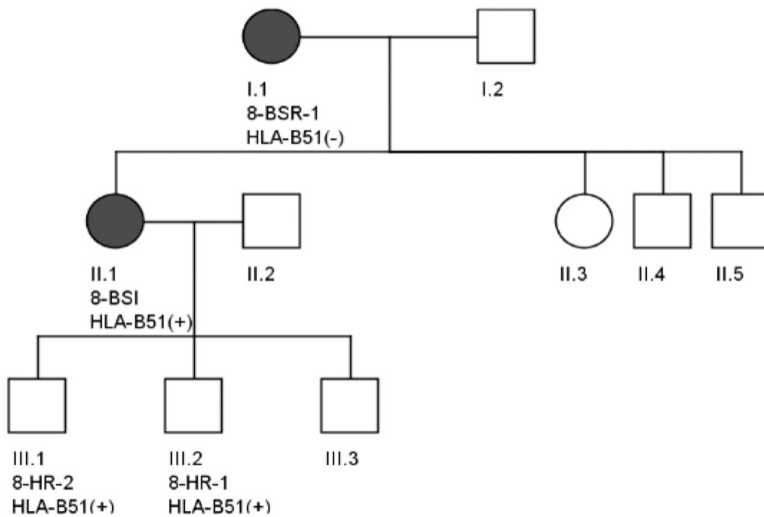 I.1
8-BSR-1
HLA-B51(-)
I.2
II.1
8-BSI
HLA-B51(+)
II.2
II.3
II.4
II.5
III.1
8-HR-2
HLA-B51(+)
III.2
8-HR-1
HLA-B51(+)
III.3